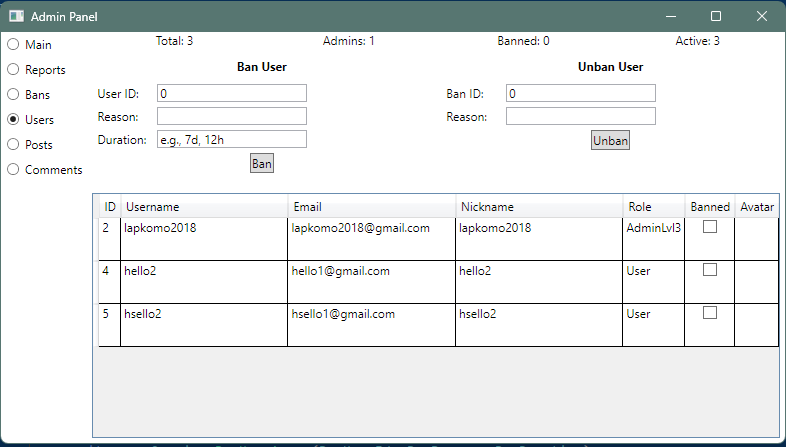 Admin Panel
Main
Reports
Bans
Users
Posts
Comments
Total: 3 Admins: 1 Banned: 0 Active: 3
Ban User
User ID: 0
Reason:
Duration: e.g., 7d, 12h
Ban
Unban User
Ban ID: 0
Reason:
Unban
ID Username Email Nickname Role Banned Avatar
2 lapkomo2018 lapkomo2018@gmail.com lapkomo2018 AdminLvl3
4 hello2 hello1@gmail.com hello2 User
5 hsello2 hsello1@gmail.com hsello2 User